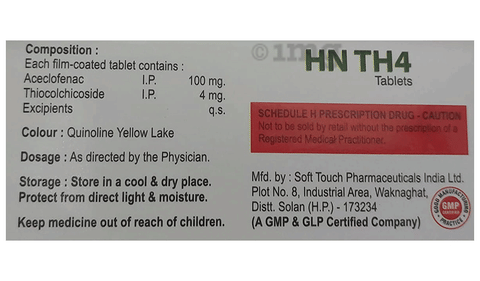 Composition :
Each film-coated tablet contains :
Aceclofenac I.P. 100 mg.
Thiocolchicoside I.P. 4 mg.
Excipients q.s.
Colour : Quinoline Yellow Lake
Dosage : As directed by the Physician.
Storage : Store in a cool & dry place.
Protect from direct light & moisture.
Keep medicine out of reach of children.
©1mg
HN TH4
Tablets
SCHEDULE H PRESCRIPTION DRUG - CAUTION
Not to be sold by retail without the prescription of a
Registered Medical Practitioner.
Mfd. by : Soft Touch Pharmaceuticals India Ltd.
Plot No. 8, Industrial Area, Waknaghat,
Distt. Solan (H.P.) - 173234
(A GMP & GLP Certified Company)
GOOD MANUFACTURING
GMP
PRACTICE